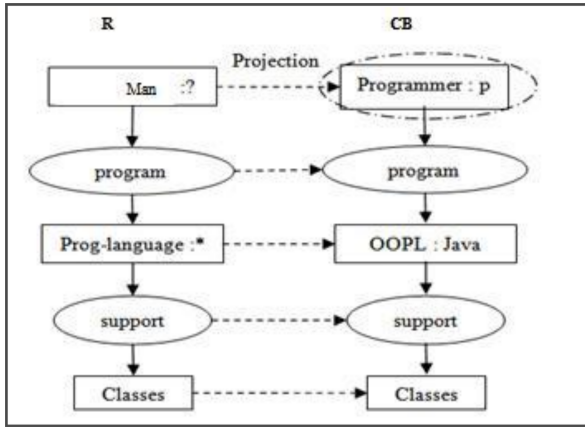 R CB
Projection
Man :? Programmer : p
program program
Prog-language :* OOPL : Java
support support
Classes Classes